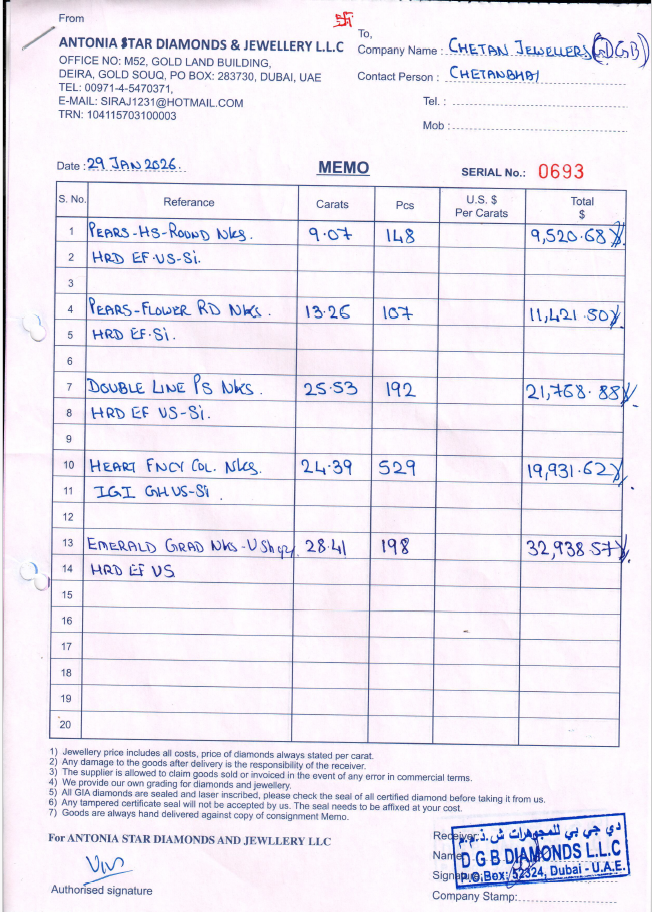 From
卐
To,
ANTONIA STAR DIAMONDS & JEWELLERY L.L.C
Company Name : CHETAN JEWELLERS (DGB)
OFFICE NO: M52, GOLD LAND BUILDING,
DEIRA, GOLD SOUQ, PO BOX: 283730, DUBAI, UAE
Contact Person : CHETANBHAI
TEL: 00971-4-5470371,
E-MAIL: SIRAJ1231@HOTMAIL.COM
Tel. :
TRN: 104115703100003
Mob :
Date : 29 JAN 2026.
MEMO
SERIAL No.: 0693
S. No. Referance Carats Pcs U.S. $ Per Carats Total $
1 PEARS-HS-ROUND NKS. 9.07 148 9,520.68
2 HRD EF.VS-Si.
3
4 PEARS-FLOWER RD NKS. 13.26 107 11,421.50
5 HRD EF.Si.
6
7 DOUBLE LINE PS NKS. 25.53 192 21,768.88
8 HRD EF VS-Si.
9
10 HEART FNCY COL. NKS. 24.39 529 19,931.62
11 IGI GH VS-Si.
12
13 EMERALD GRAD NKS-U 28.41 198 32,938.57
14 HRD EF VS
15
16
17
18
19
20
1) Jewellery price includes all costs, price of diamonds always stated per carat.
2) Any damage to the goods after delivery is the responsibility of the receiver.
3) The supplier is allowed to claim goods sold or invoiced in the event of any error in commercial terms.
4) We provide our own grading for diamonds and jewellery.
5) All GIA diamonds are sealed and laser inscribed, please check the seal of all certified diamond before taking it from us.
6) Any tampered certificate seal will not be accepted by us. The seal needs to be affixed at your cost.
7) Goods are always hand delivered against copy of consignment Memo.
For ANTONIA STAR DIAMONDS AND JEWLLERY LLC
Receiver:
دي جي بي للمجوهرات ش.ذ.م.م
Name
D G B DIAMONDS L.L.C
P.O.Box: 52324, Dubai - U.A.E.
Authorised signature
Company Stamp: